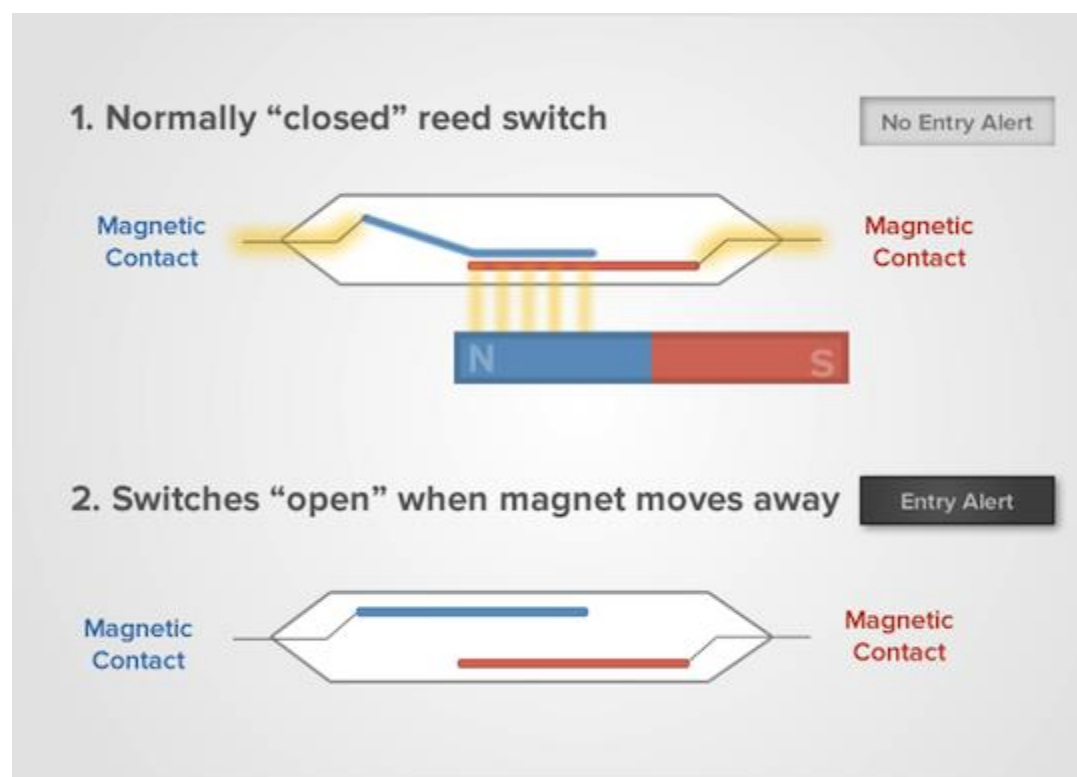 1. Normally “closed” reed switch
No Entry Alert
Magnetic
Contact
Magnetic
Contact
N
S
2. Switches “open” when magnet moves away
Entry Alert
Magnetic
Contact
Magnetic
Contact